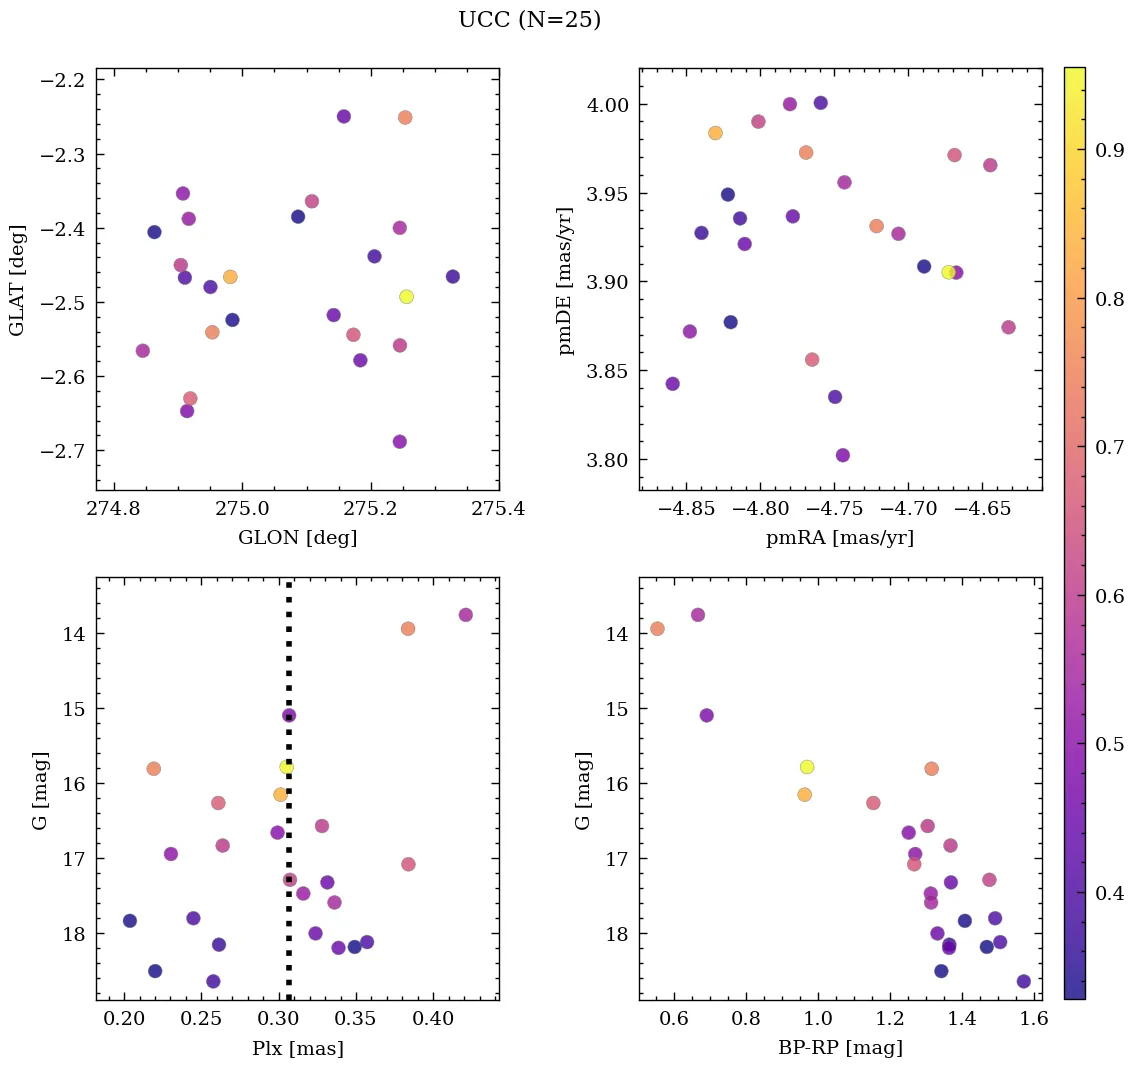 UCC (N=25)
−2.2
−2.3
−2.4
−2.5
−2.6
−2.7
GLAT [deg]
274.8 275.0 275.2 275.4
GLON [deg]
4.00
3.95
3.90
3.85
3.80
pmDE [mas/yr]
−4.85 −4.80 −4.75 −4.70 −4.65
pmRA [mas/yr]
0.9
0.8
0.7
0.6
0.5
0.4
14
15
16
17
18
G [mag]
0.20 0.25 0.30 0.35 0.40
Plx [mas]
14
15
16
17
18
G [mag]
0.6 0.8 1.0 1.2 1.4 1.6
BP-RP [mag]